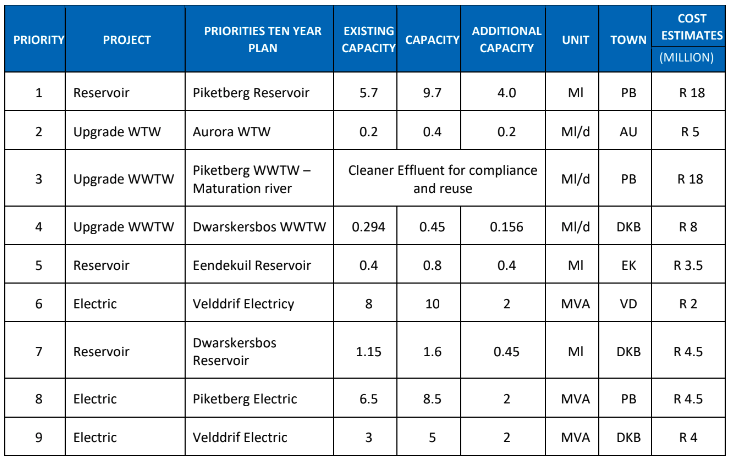 PRIORITY PROJECT PRIORITIES TEN YEAR PLAN EXISTING CAPACITY CAPACITY ADDITIONAL CAPACITY UNIT TOWN COST ESTIMATES (MILLION)
1 Reservoir Piketberg Reservoir 5.7 9.7 4.0 Ml PB R 18
2 Upgrade WTW Aurora WTW 0.2 0.4 0.2 Ml/d AU R 5
3 Upgrade WWTW Piketberg WWTW – Maturation river Cleaner Effluent for compliance and reuse Ml/d PB R 18
4 Upgrade WWTW Dwarskersbos WWTW 0.294 0.45 0.156 Ml/d DKB R 8
5 Reservoir Eendekuil Reservoir 0.4 0.8 0.4 Ml EK R 3.5
6 Electric Velddrif Electricy 8 10 2 MVA VD R 2
7 Reservoir Dwarskersbos Reservoir 1.15 1.6 0.45 Ml DKB R 4.5
8 Electric Piketberg Electric 6.5 8.5 2 MVA PB R 4.5
9 Electric Velddrif Electric 3 5 2 MVA DKB R 4